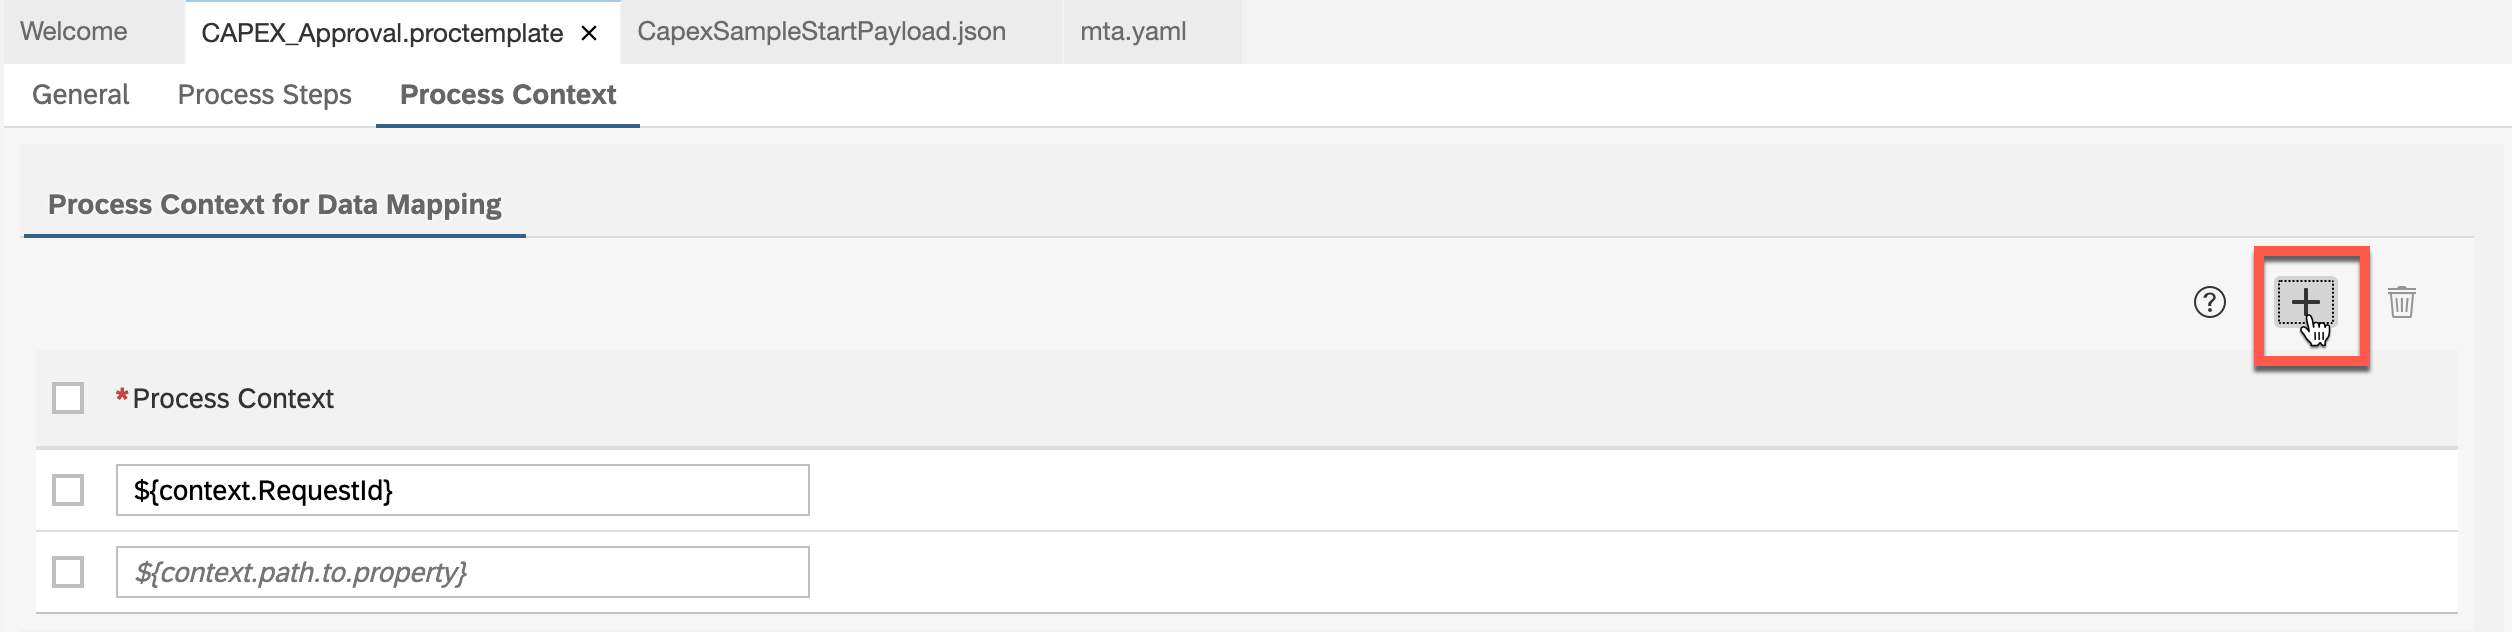 Welcome CAPEX_Approval.proctemplate CapexSampleStartPayload.json mta.yaml
General Process Steps Process Context
Process Context for Data Mapping
*Process Context
${context.RequestId}
${context.path.to.property}